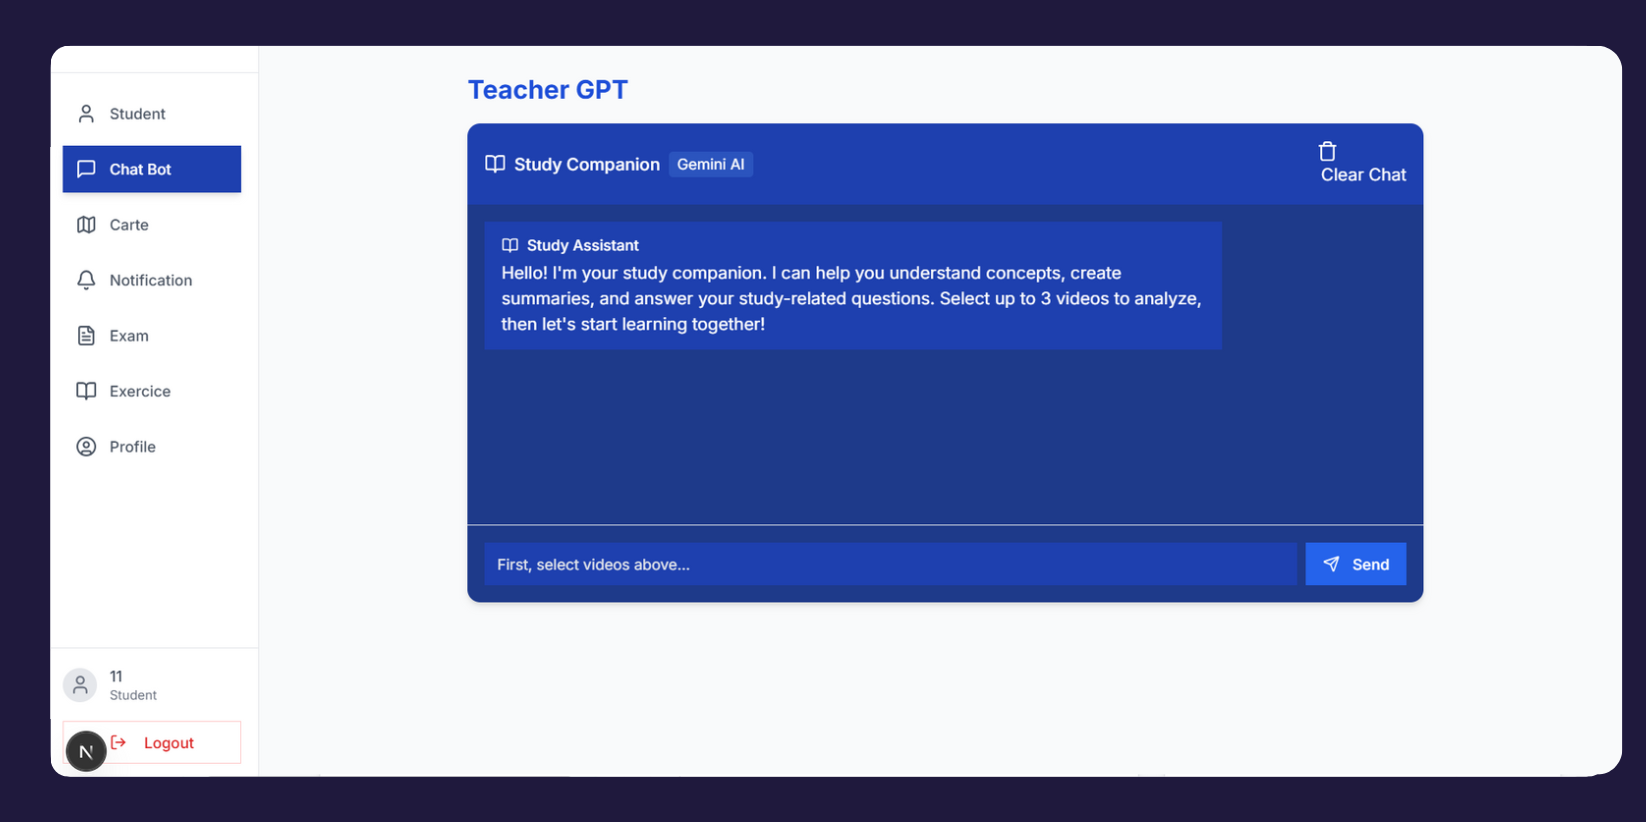 Student
Chat Bot
Carte
Notification
Exam
Exercice
Profile
11
Student
N
Logout
Teacher GPT
Study Companion Gemini AI
Clear Chat
Study Assistant
Hello! I'm your study companion. I can help you understand concepts, create
summaries, and answer your study-related questions. Select up to 3 videos to analyze,
then let's start learning together!
First, select videos above...
Send